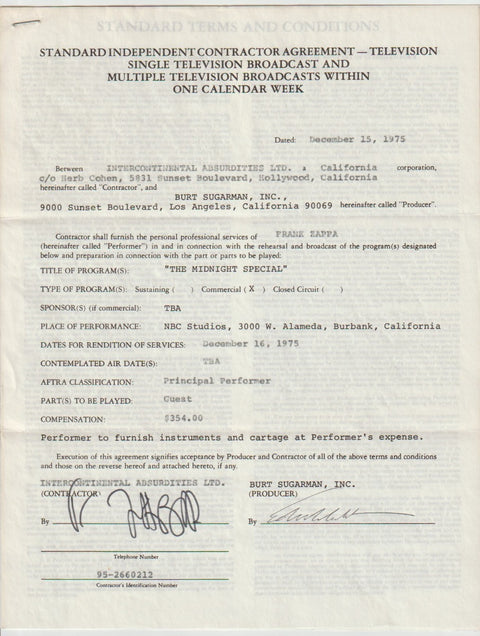 STANDARD TERMS AND CONDITIONS
STANDARD INDEPENDENT CONTRACTOR AGREEMENT — TELEVISION
SINGLE TELEVISION BROADCAST AND
MULTIPLE TELEVISION BROADCASTS WITHIN
ONE CALENDAR WEEK
Dated: December 15, 1975
Between INTERCONTINENTAL ABSURDITIES LTD. a California corporation,
c/o Herb Cohen, 5831 Sunset Boulevard, Hollywood, California
hereinafter called "Contractor", and
BURT SUGARMAN, INC.,
9000 Sunset Boulevard, Los Angeles, California 90069 hereinafter called "Producer".
Contractor shall furnish the personal professional services of FRANK ZAPPA
(hereinafter called "Performer") in and in connection with the rehearsal and broadcast of the program(s) designated
below and preparation in connection with the part or parts to be played:
TITLE OF PROGRAM(S): "THE MIDNIGHT SPECIAL"
TYPE OF PROGRAM(S): Sustaining ( ) Commercial ( X ) Closed Circuit ( )
SPONSOR(S) (if commercial): TBA
PLACE OF PERFORMANCE: NBC Studios, 3000 W. Alameda, Burbank, California
DATES FOR RENDITION OF SERVICES: December 16, 1975
CONTEMPLATED AIR DATE(S): TBA
AFTRA CLASSIFICATION: Principal Performer
PART(S) TO BE PLAYED: Guest
COMPENSATION: $354.00
Performer to furnish instruments and cartage at Performer's expense.
Execution of this agreement signifies acceptance by Producer and Contractor of all of the above terms and conditions
and those on the reverse hereof and attached hereto, if any.
INTERCONTINENTAL ABSURDITIES LTD. BURT SUGARMAN, INC.
(CONTRACTOR) (PRODUCER)
By By
Telephone Number
95-2660212
Contractor's Identification Number